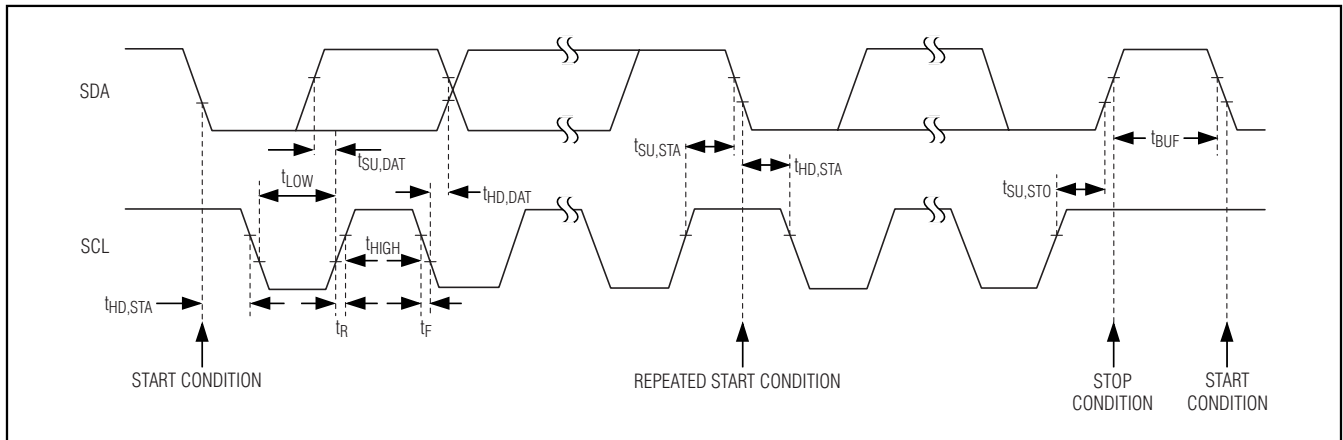 SDA
tSU,DAT
tLOW
tHD,DAT
tSU,STA
tHD,STA
tBUF
tSU,STO
SCL
tHIGH
tHD,STA
tR
tF
START CONDITION
REPEATED START CONDITION
STOP
CONDITION
START
CONDITION